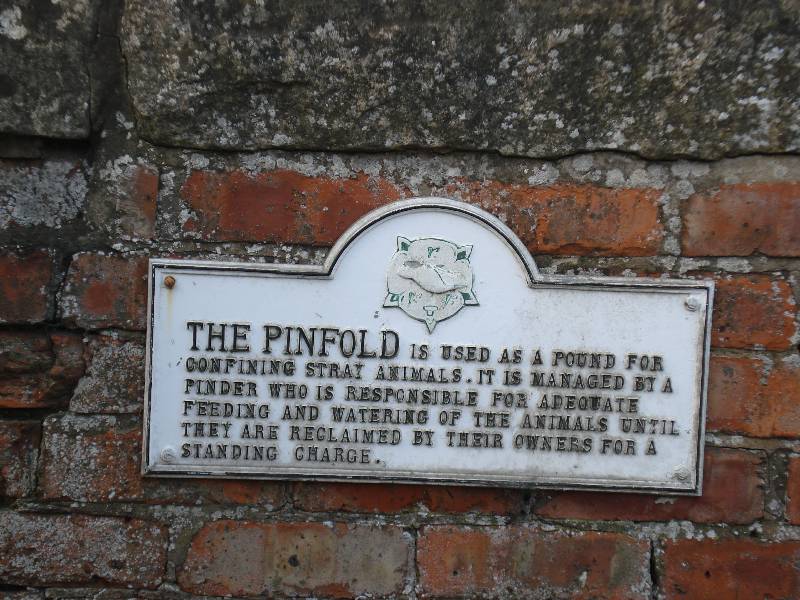 THE PINFOLD IS USED AS A POUND FOR
CONFINING STRAY ANIMALS. IT IS MANAGED BY A
PINDER WHO IS RESPONSIBLE FOR ADEQUATE
FEEDING AND WATERING OF THE ANIMALS UNTIL
THEY ARE RECLAIMED BY THEIR OWNERS FOR A
STANDING CHARGE.